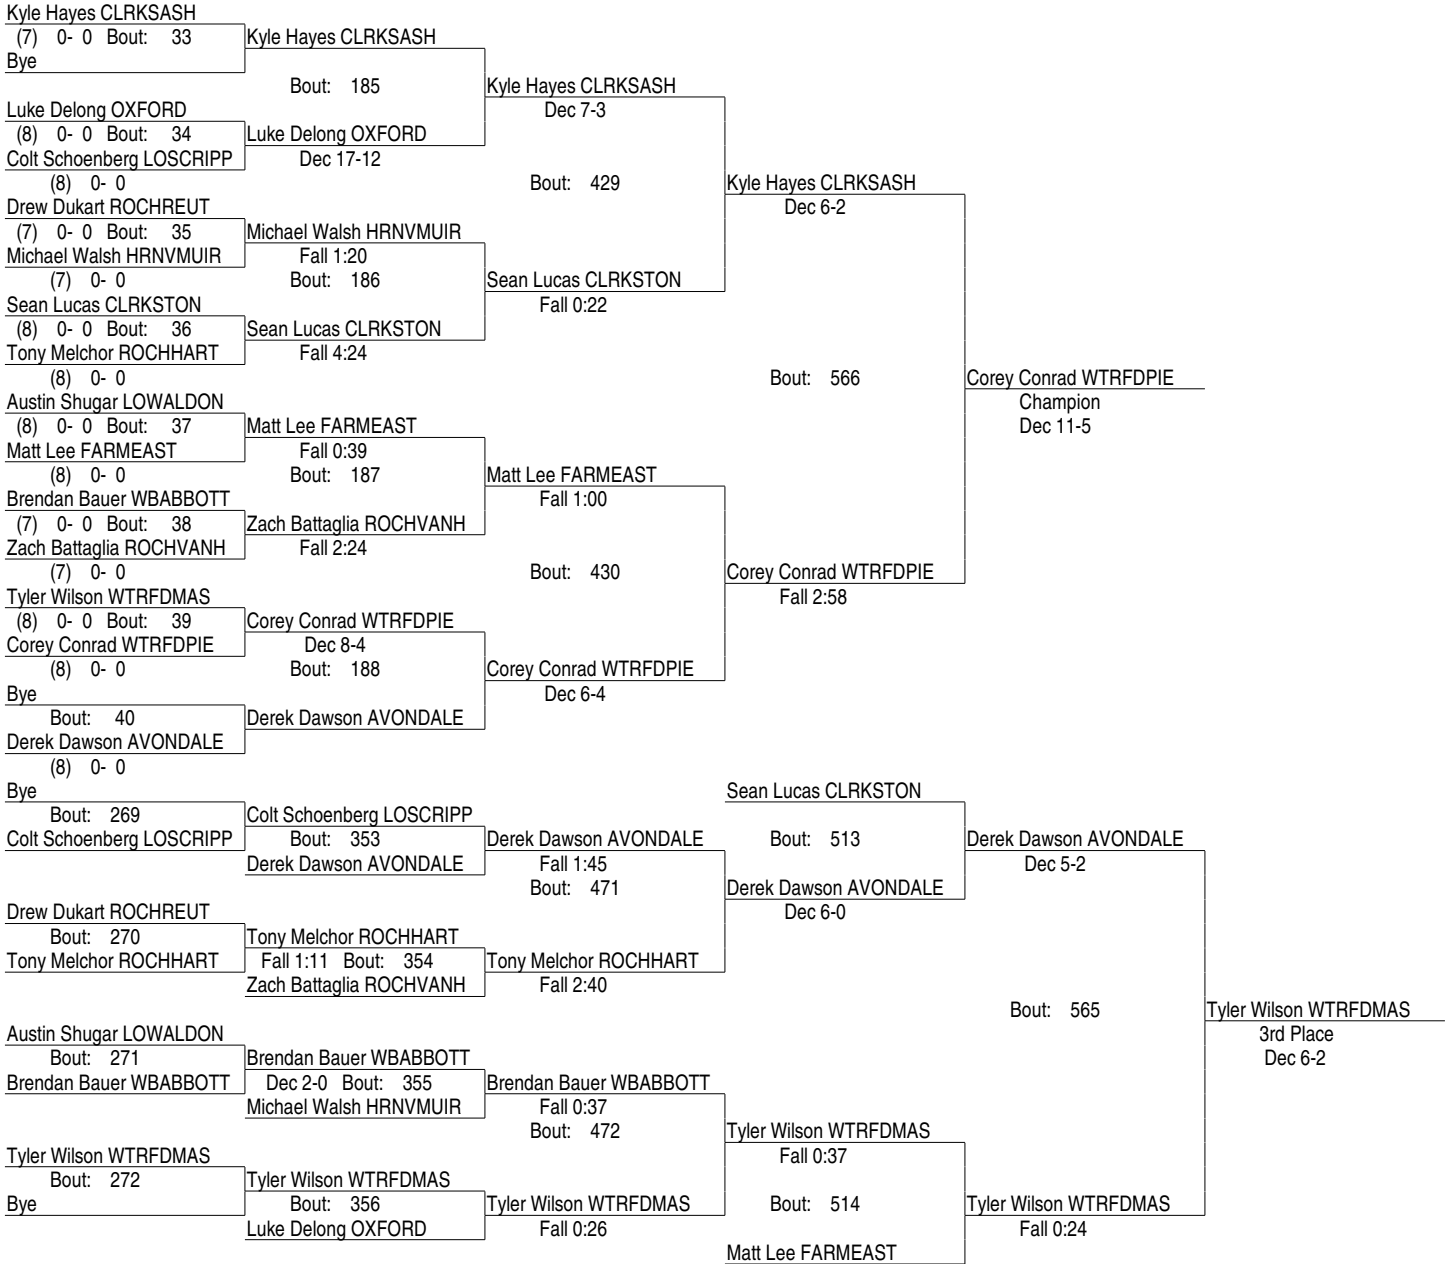 Kyle Hayes CLRKSASH
(7) 0- 0 Bout: 33 Kyle Hayes CLRKSASH
Bye
Bout: 185 Kyle Hayes CLRKSASH
Luke Delong OXFORD Dec 7-3
(8) 0- 0 Bout: 34 Luke Delong OXFORD
Colt Schoenberg LOSCRIPP Dec 17-12
(8) 0- 0 Bout: 429 Kyle Hayes CLRKSASH
Drew Dukart ROCHREUT Dec 6-2
(7) 0- 0 Bout: 35 Michael Walsh HRNVMUIR
Michael Walsh HRNVMUIR Fall 1:20
(7) 0- 0 Bout: 186 Sean Lucas CLRKSTON
Sean Lucas CLRKSTON Fall 0:22
(8) 0- 0 Bout: 36 Sean Lucas CLRKSTON
Tony Melchor ROCHHART Fall 4:24
(8) 0- 0 Bout: 566 Corey Conrad WTRFDPIE
Austin Shugar LOWALDON Champion
(8) 0- 0 Bout: 37 Matt Lee FARMEAST Dec 11-5
Matt Lee FARMEAST Fall 0:39
(8) 0- 0 Bout: 187 Matt Lee FARMEAST
Brendan Bauer WBABBOTT Fall 1:00
(7) 0- 0 Bout: 38 Zach Battaglia ROCHVANH
Zach Battaglia ROCHVANH Fall 2:24
(7) 0- 0 Bout: 430 Corey Conrad WTRFDPIE
Tyler Wilson WTRFDMAS Fall 2:58
(8) 0- 0 Bout: 39 Corey Conrad WTRFDPIE
Corey Conrad WTRFDPIE Dec 8-4
(8) 0- 0 Bout: 188 Corey Conrad WTRFDPIE
Bye Dec 6-4
Bout: 40 Derek Dawson AVONDALE
Derek Dawson AVONDALE
(8) 0- 0
Bye Sean Lucas CLRKSTON
Bout: 269 Colt Schoenberg LOSCRIPP
Colt Schoenberg LOSCRIPP Bout: 353 Derek Dawson AVONDALE Bout: 513 Derek Dawson AVONDALE
Derek Dawson AVONDALE Fall 1:45 Dec 5-2
Bout: 471 Derek Dawson AVONDALE
Drew Dukart ROCHREUT Dec 6-0
Bout: 270 Tony Melchor ROCHHART
Tony Melchor ROCHHART Fall 1:11 Bout: 354 Tony Melchor ROCHHART
Zach Battaglia ROCHVANH Fall 2:40
Bout: 565 Tyler Wilson WTRFDMAS
Austin Shugar LOWALDON 3rd Place
Bout: 271 Brendan Bauer WBABBOTT Dec 6-2
Brendan Bauer WBABBOTT Dec 2-0 Bout: 355 Brendan Bauer WBABBOTT
Michael Walsh HRNVMUIR Fall 0:37
Bout: 472 Tyler Wilson WTRFDMAS
Tyler Wilson WTRFDMAS Fall 0:37
Bout: 272 Tyler Wilson WTRFDMAS
Bye Bout: 356 Tyler Wilson WTRFDMAS Bout: 514 Tyler Wilson WTRFDMAS
Luke Delong OXFORD Fall 0:26 Fall 0:24
Matt Lee FARMEAST